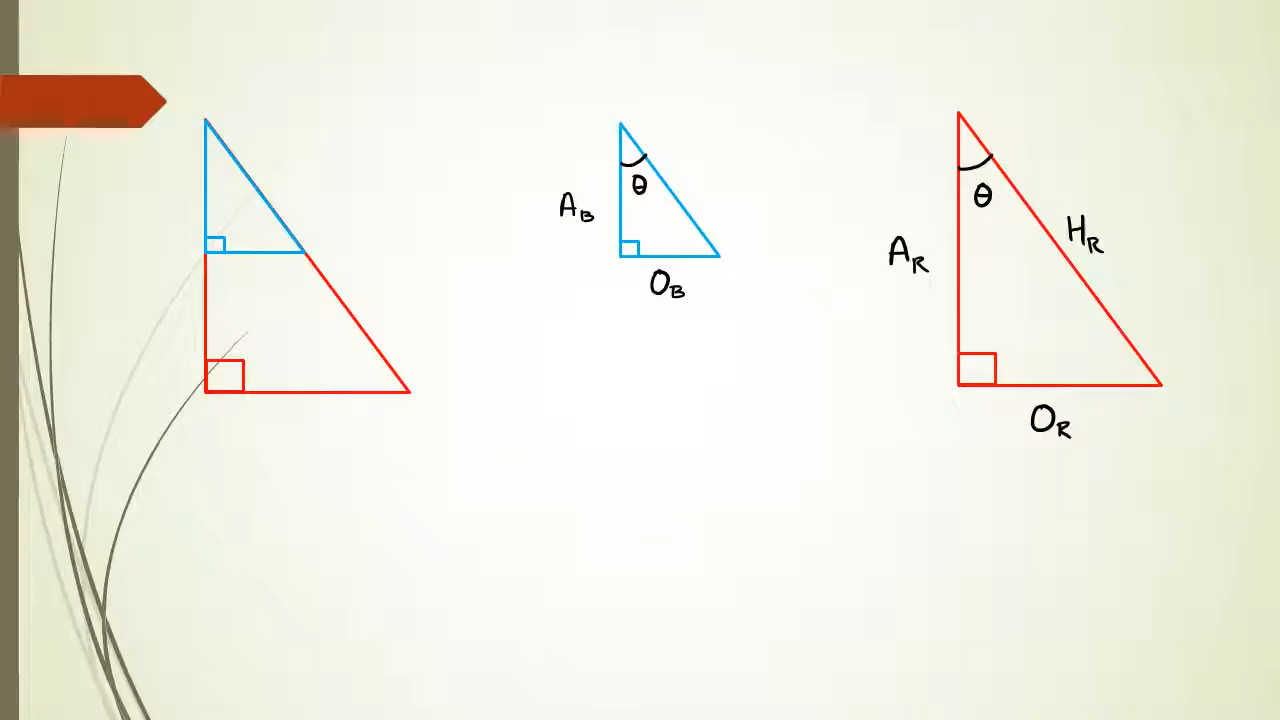 θ
A_B
O_B
θ
H_R
A_R
O_R